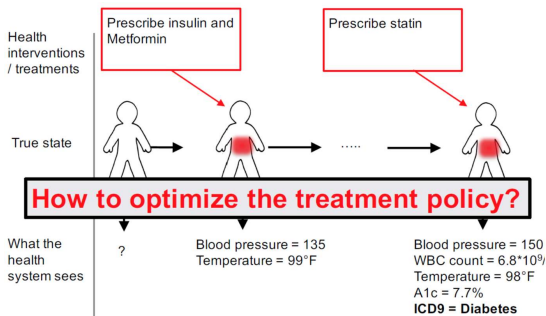 Health
interventions
/ treatments
Prescribe insulin and
Metformin
Prescribe statin
True state
.....
How to optimize the treatment policy?
What the
health
system sees
?
Blood pressure = 135
Temperature = 99°F
Blood pressure = 150
WBC count = 6.8*10⁹/
Temperature = 98°F
A1c = 7.7%
ICD9 = Diabetes